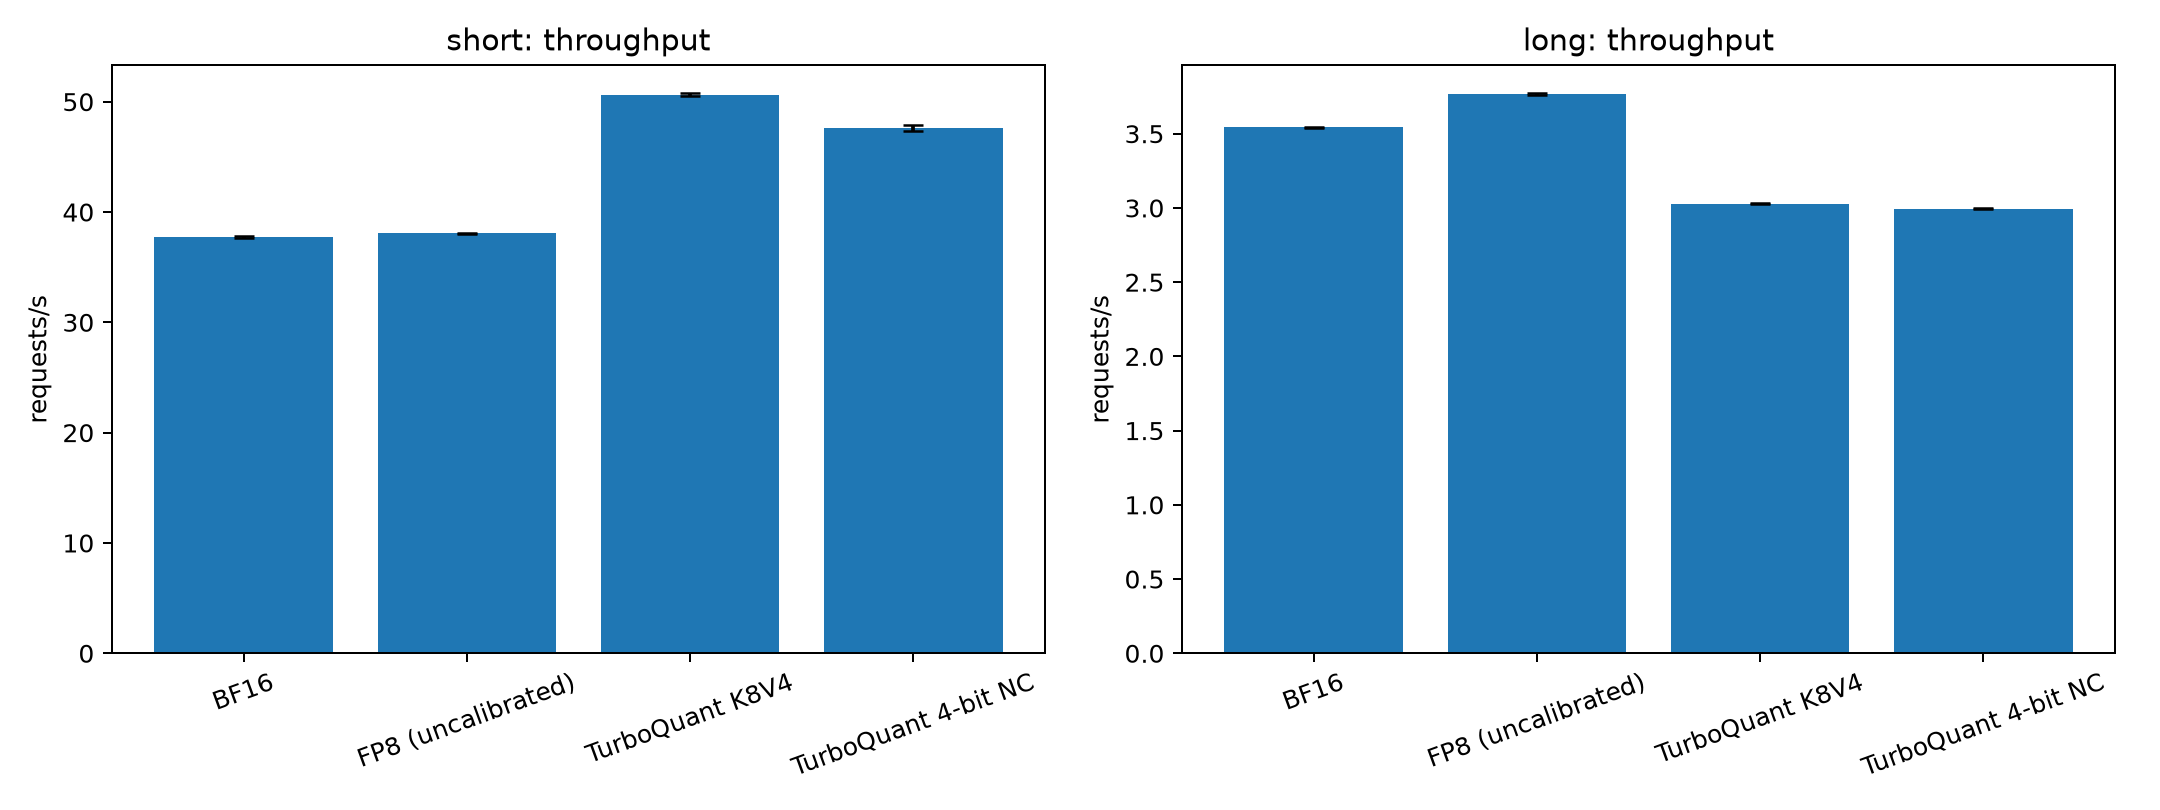 short: throughput
requests/s
50
40
30
20
10
0
BF16
FP8 (uncalibrated)
TurboQuant K8V4
TurboQuant 4-bit NC
long: throughput
requests/s
3.5
3.0
2.5
2.0
1.5
1.0
0.5
0.0
BF16
FP8 (uncalibrated)
TurboQuant K8V4
TurboQuant 4-bit NC